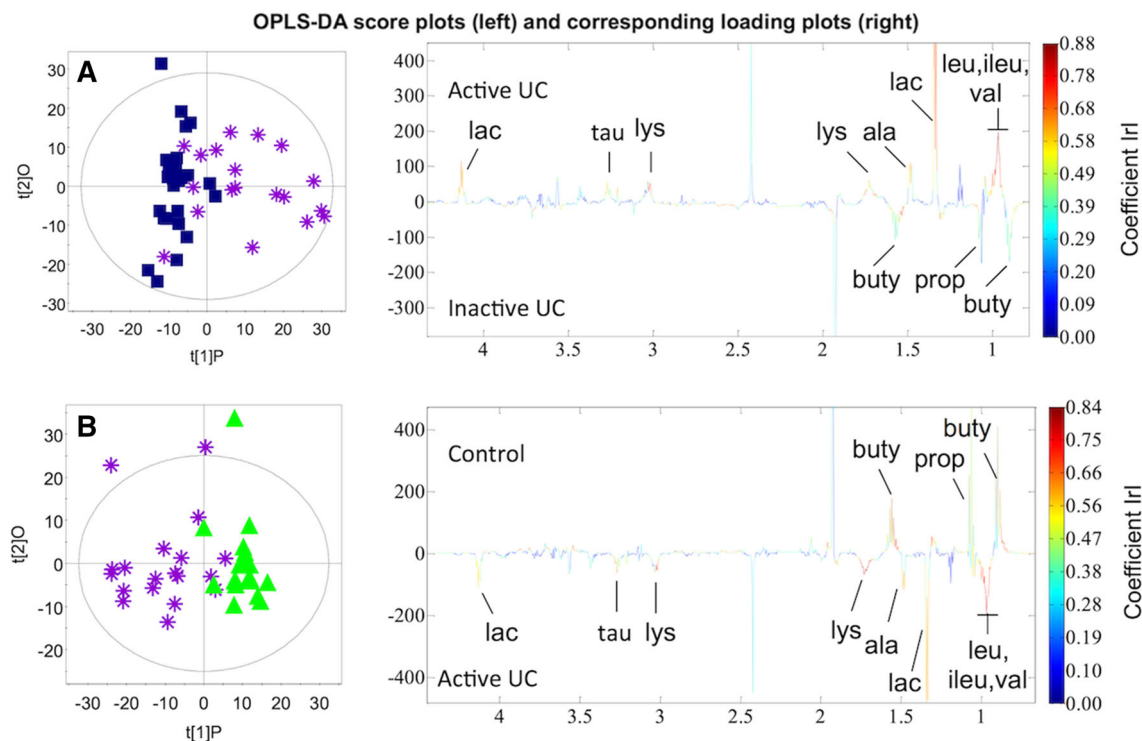 OPLS-DA score plots (left) and corresponding loading plots (right)
A
30
20
10
0
-10
-20
-30
t[2]O
-30 -20 -10 0 10 20 30
t[1]P
400
300
200
100
0
-100
-200
-300
Active UC
Inactive UC
lac
tau
lys
lys
ala
lac
leu,ileu,
val
buty
prop
buty
4 3.5 3 2.5 2 1.5 1
0.88
0.78
0.68
0.59
0.49
0.39
0.29
0.20
0.09
0.00
Coefficient IrI
B
30
20
10
0
-10
-20
t[2]O
-30 -20 -10 0 10 20 30
t[1]P
400
200
0
-200
-400
Control
Active UC
buty
prop
buty
lac
tau
lys
lys
ala
lac
leu,
ileu,val
4 3.5 3 2.5 2 1.5 1
0.84
0.75
0.66
0.56
0.47
0.38
0.28
0.19
0.10
0.00
Coefficient IrI